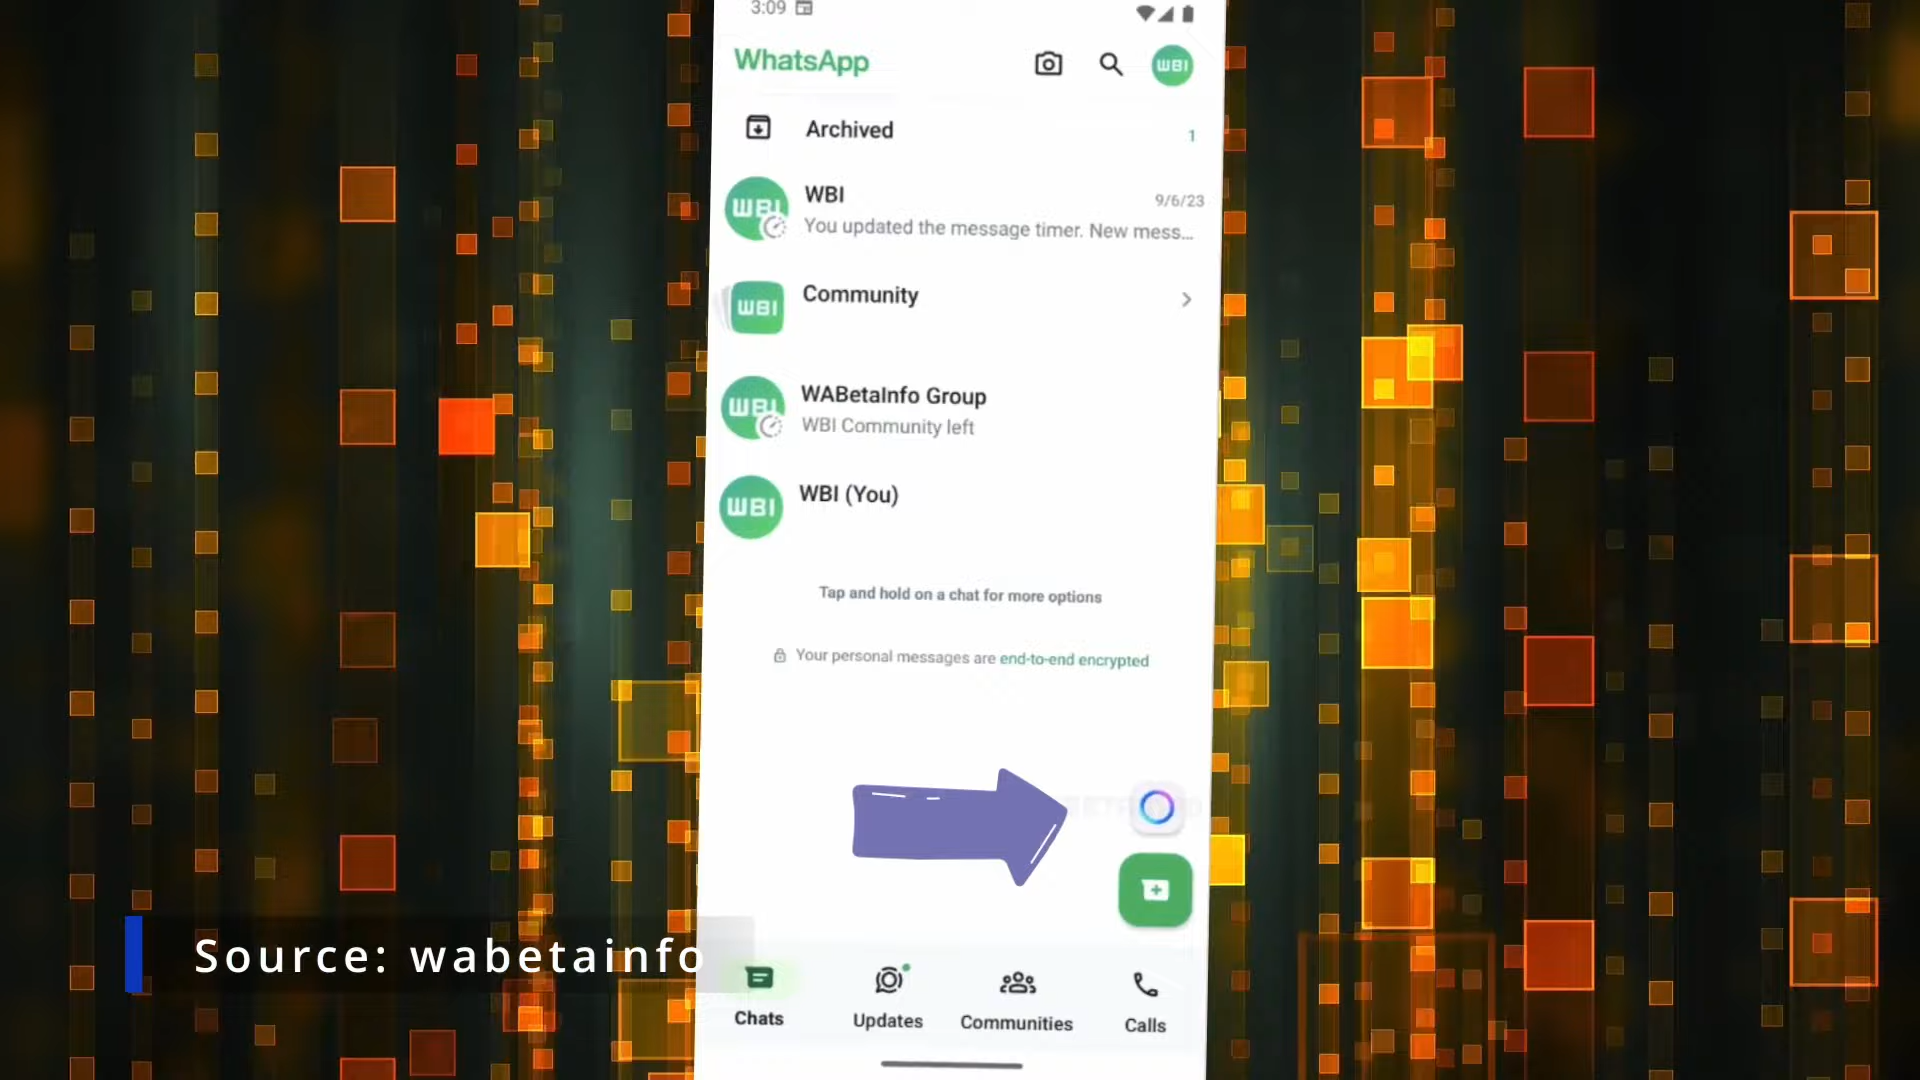 3:09
WhatsApp
WBI
Archived
1
WBI
WBI
9/6/23
You updated the message timer. New mess...
WBI
Community
WBI
WABetaInfo Group
WBI Community left
WBI
WBI (You)
Tap and hold on a chat for more options
Your personal messages are end-to-end encrypted
Source: wabetainfo
Chats
Updates
Communities
Calls